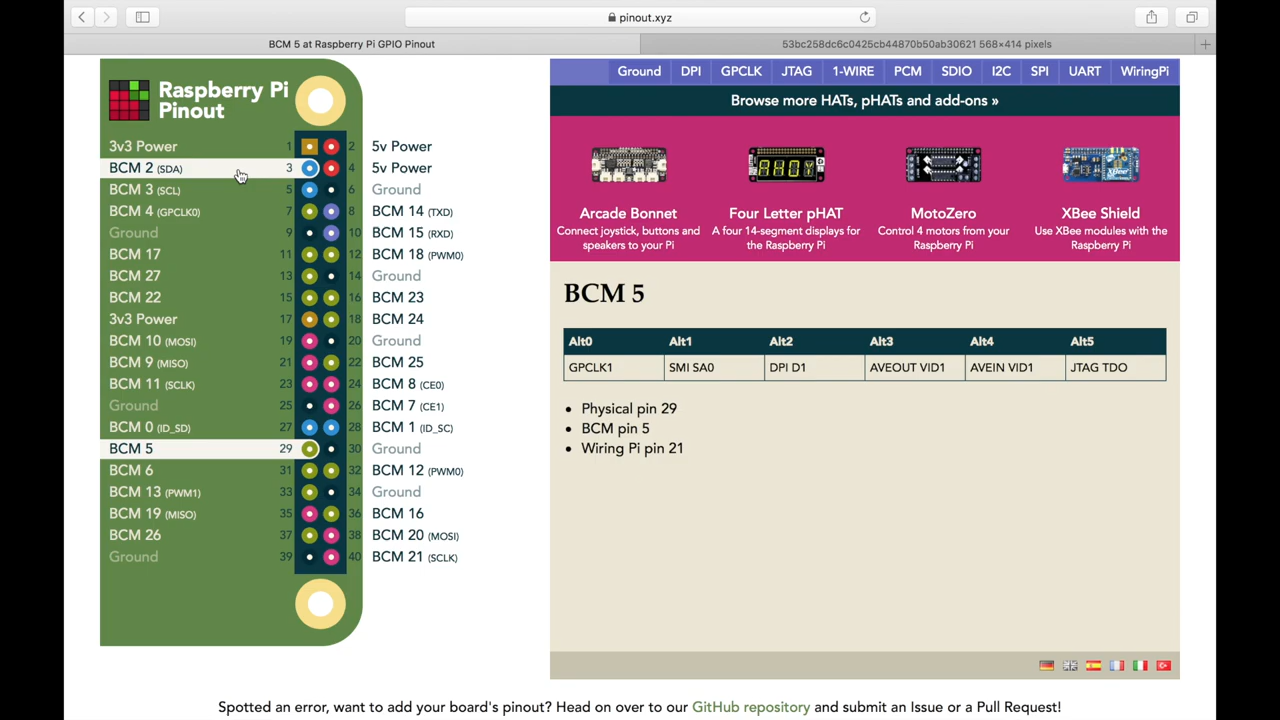 pinout.xyz
BCM 5 at Raspberry Pi GPIO Pinout
53bc258dc6c0425cb44870b50ab30621 568×414 pixels
Raspberry Pi
Pinout
3v3 Power 1 2 5v Power
BCM 2 (SDA) 3 4 5v Power
BCM 3 (SCL) 5 6 Ground
BCM 4 (GPCLK0) 7 8 BCM 14 (TXD)
Ground 9 10 BCM 15 (RXD)
BCM 17 11 12 BCM 18 (PWM0)
BCM 27 13 14 Ground
BCM 22 15 16 BCM 23
3v3 Power 17 18 BCM 24
BCM 10 (MOSI) 19 20 Ground
BCM 9 (MISO) 21 22 BCM 25
BCM 11 (SCLK) 23 24 BCM 8 (CE0)
Ground 25 26 BCM 7 (CE1)
BCM 0 (ID_SD) 27 28 BCM 1 (ID_SC)
BCM 5 29 30 Ground
BCM 6 31 32 BCM 12 (PWM0)
BCM 13 (PWM1) 33 34 Ground
BCM 19 (MISO) 35 36 BCM 16
BCM 26 37 38 BCM 20 (MOSI)
Ground 39 40 BCM 21 (SCLK)
Ground DPI GPCLK JTAG 1-WIRE PCM SDIO I2C SPI UART WiringPi
Browse more HATs, pHATs and add-ons »
Arcade Bonnet
Connect joystick, buttons and
speakers to your Pi
Four Letter pHAT
A four 14-segment displays for
the Raspberry Pi
MotoZero
Control 4 motors from your
Raspberry Pi
XBee Shield
Use XBee modules with the
Raspberry Pi
BCM 5
Alt0 Alt1 Alt2 Alt3 Alt4 Alt5
GPCLK1 SMI SA0 DPI D1 AVEOUT VID1 AVEIN VID1 JTAG TDO
• Physical pin 29
• BCM pin 5
• Wiring Pi pin 21
Spotted an error, want to add your board's pinout? Head on over to our GitHub repository and submit an Issue or a Pull Request!